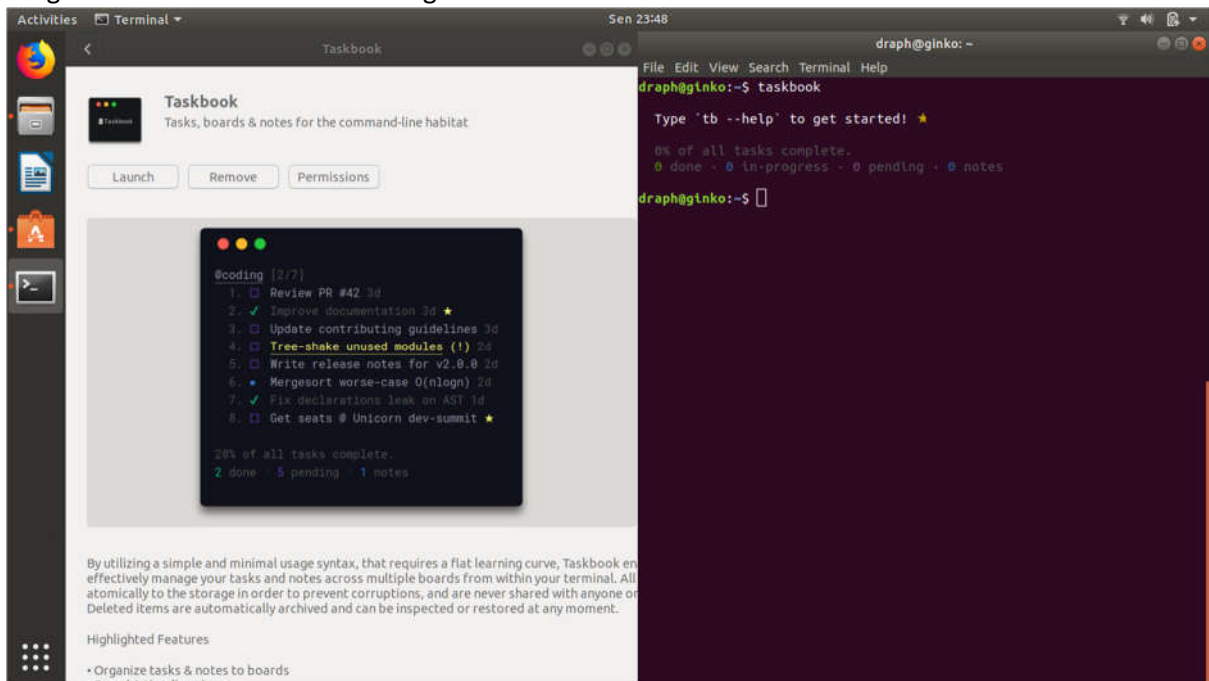 Activities
Terminal
Sen 23:48
Taskbook
Taskbook
Taskbook
Tasks, boards & notes for the command-line habitat
Launch
Remove
Permissions
@coding [2/7]
1. Review PR #42 3d
2. ✓ Improve documentation 3d ★
3. Update contributing guidelines 3d
4. Tree-shake unused modules (!) 2d
5. Write release notes for v2.0.0 2d
6. • Mergesort worse-case O(nlogn) 2d
7. ✓ Fix declarations leak on AST 1d
8. Get seats @ Unicorn dev-summit ★
28% of all tasks complete.
2 done · 5 pending · 1 notes
By utilizing a simple and minimal usage syntax, that requires a flat learning curve, Taskbook en
effectively manage your tasks and notes across multiple boards from within your terminal. All
atomically to the storage in order to prevent corruptions, and are never shared with anyone or
Deleted items are automatically archived and can be inspected or restored at any moment.
Highlighted Features
• Organize tasks & notes to boards
draph@ginko: ~
File Edit View Search Terminal Help
draph@ginko:~$ taskbook
Type `tb --help` to get started! ★
0% of all tasks complete.
0 done · 0 in-progress · 0 pending · 0 notes
draph@ginko:~$